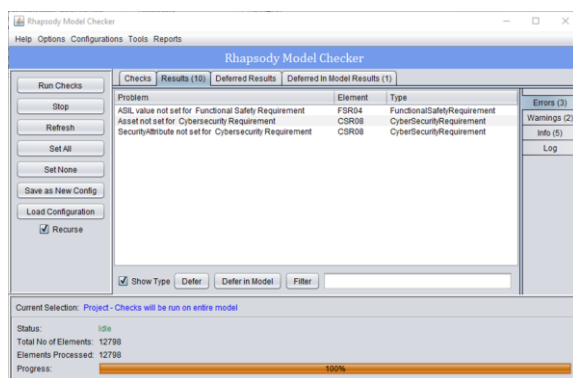 Rhapsody Model Checker
Help Options Configurations Tools Reports
Rhapsody Model Checker
Run Checks
Stop
Refresh
Set All
Set None
Save as New Config
Load Configuration
Recurse
Checks Results (10) Deferred Results Deferred In Model Results (1)
Problem Element Type
ASIL value not set for Functional Safety Requirement FSR04 FunctionalSafetyRequirement
Asset not set for Cybersecurity Requirement CSR08 CyberSecurityRequirement
SecurityAttribute not set for Cybersecurity Requirement CSR08 CyberSecurityRequirement
Errors (3)
Warnings (2)
Info (5)
Log
Show Type Defer Defer in Model Filter
Current Selection: Project - Checks will be run on entire model
Status: Idle
Total No of Elements: 12798
Elements Processed: 12798
Progress: 100%